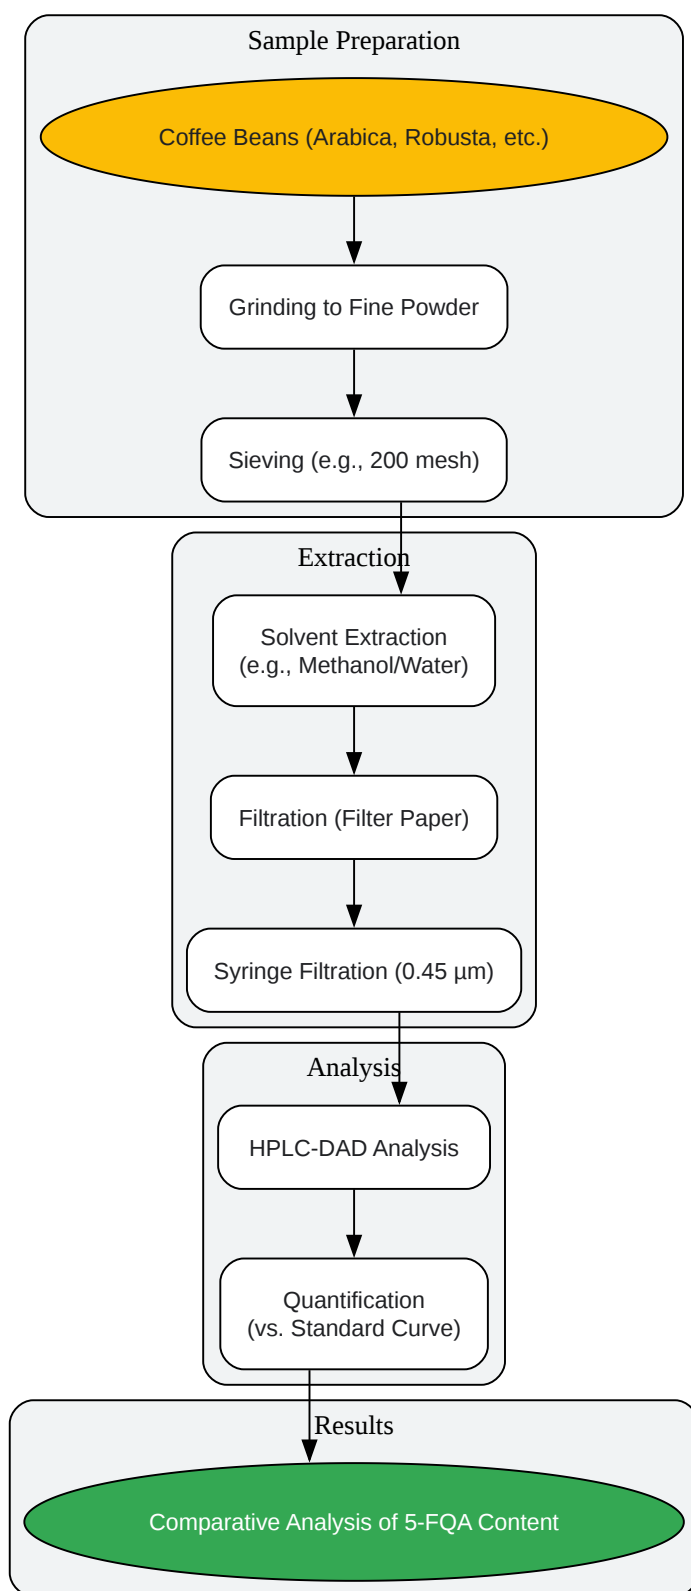 Sample Preparation
Coffee Beans (Arabica, Robusta, etc.)
Grinding to Fine Powder
Sieving (e.g., 200 mesh)
Extraction
Solvent Extraction
(e.g., Methanol/Water)
Filtration (Filter Paper)
Syringe Filtration (0.45 µm)
Analysis
HPLC-DAD Analysis
Quantification
(vs. Standard Curve)
Results
Comparative Analysis of 5-FQA Content